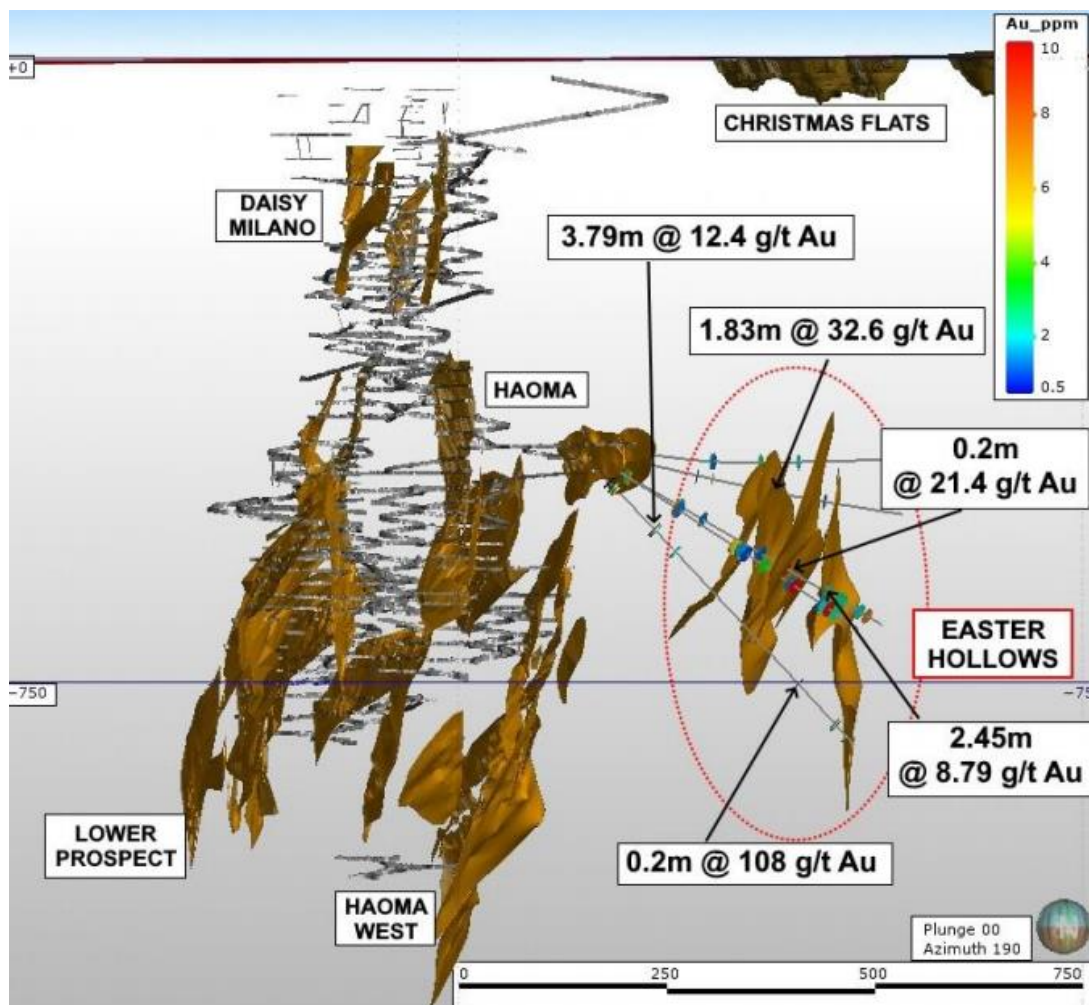 Au_ppm
10
8
6
4
2
0.5
+0
CHRISTMAS FLATS
DAISY
MILANO
3.79m @ 12.4 g/t Au
1.83m @ 32.6 g/t Au
HAOMA
0.2m
@ 21.4 g/t Au
EASTER
HOLLOWS
-750
-75
2.45m
@ 8.79 g/t Au
LOWER
PROSPECT
0.2m @ 108 g/t Au
HAOMA
WEST
Plunge 00
Azimuth 190
0
250
500
750